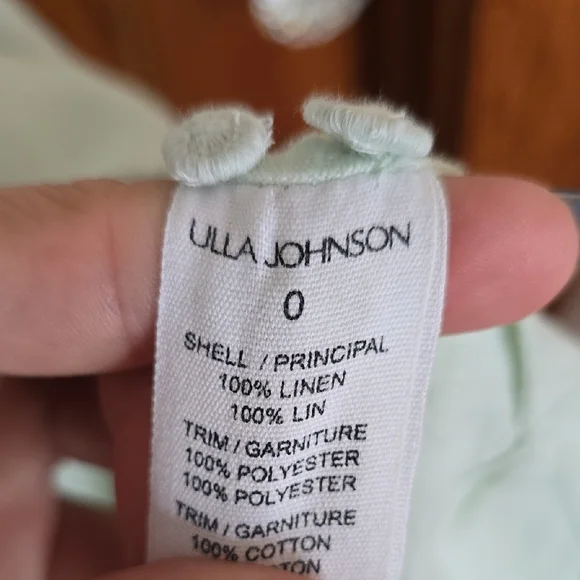 ULLA JOHNSON
0
SHELL / PRINCIPAL
100% LINEN
100% LIN
TRIM / GARNITURE
100% POLYESTER
100% POLYESTER
TRIM / GARNITURE
100% COTTON